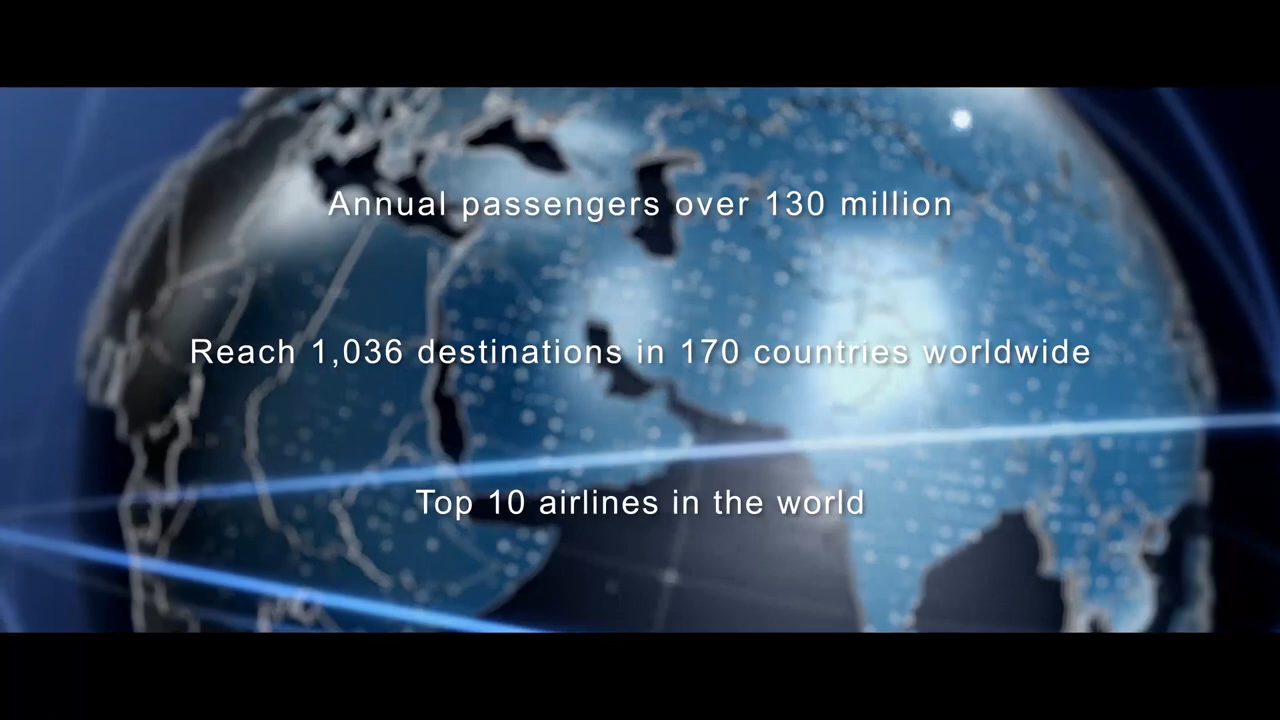 Annual passengers over 130 million
Reach 1,036 destinations in 170 countries worldwide
Top 10 airlines in the world